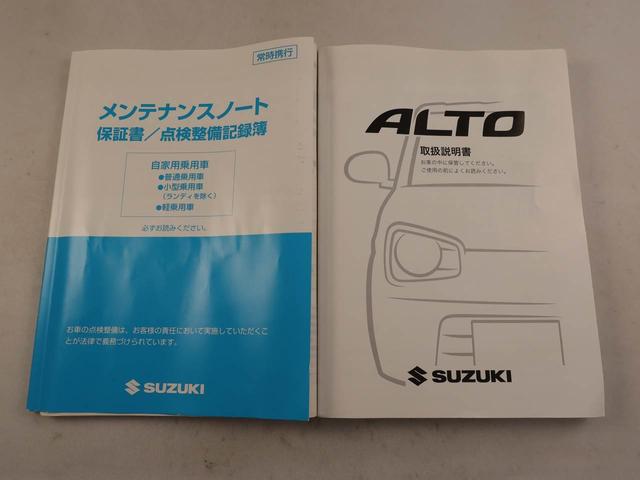 常時携行
メンテナンスノート
保証書／点検整備記録簿
自家用乗用車
●普通乗用車
●小型乗用車
(ランディを除く)
●軽乗用車
必ずお読みください。
お車の点検整備は、お客様の責任において実施していただくこ
とが法律で義務づけられています。
SUZUKI
ALTO
取扱説明書
お車の中に保管してください。
ご使用の前によくお読みください。
SUZUKI